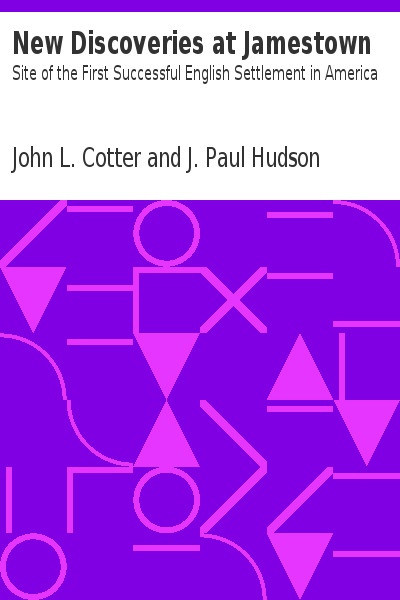 New Discoveries at Jamestown
Site of the First Successful English Settlement in America
John L. Cotter and J. Paul Hudson